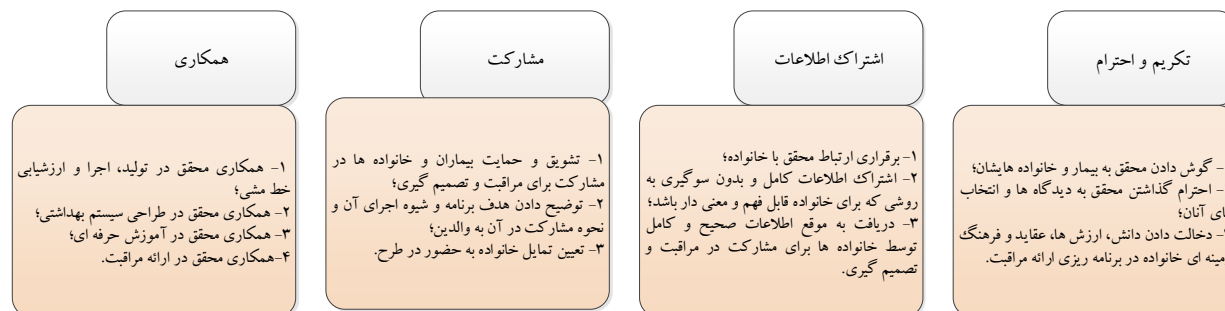 تکریم و احترام
- گوش دادن محقق به بیمار و خانواده هایشان؛
- احترام گذاشتن محقق به دیدگاه ها و انتخاب
آنان؛
- دخالت دادن دانش، ارزش ها، عقاید و فرهنگ
ای خانواده در برنامه ریزی ارائه مراقبت.
اشتراک اطلاعات
۱- برقراری ارتباط محقق با خانواده؛
۲- اشتراک اطلاعات کامل و بدون سوگیری به
روشی که برای خانواده قابل فهم و معنی دار باشد؛
۳- دریافت به موقع اطلاعات صحیح و کامل
توسط خانواده ها برای مشارکت در مراقبت و
تصمیم گیری.
مشارکت
۱- تشویق و حمایت بیماران و خانواده ها در
مشارکت برای مراقبت و تصمیم گیری؛
۲- توضیح دادن هدف برنامه و شیوه اجرای آن و
نحوه مشارکت در آن به والدین؛
۳- تعیین تمایل خانواده به حضور در طرح.
همکاری
۱- همکاری محقق در تولید، اجرا و ارزشیابی
خط مشی؛
۲- همکاری محقق در طراحی سیستم بهداشتی؛
۳- همکاری محقق در آموزش حرفه ای؛
۴-همکاری محقق در ارائه مراقبت.